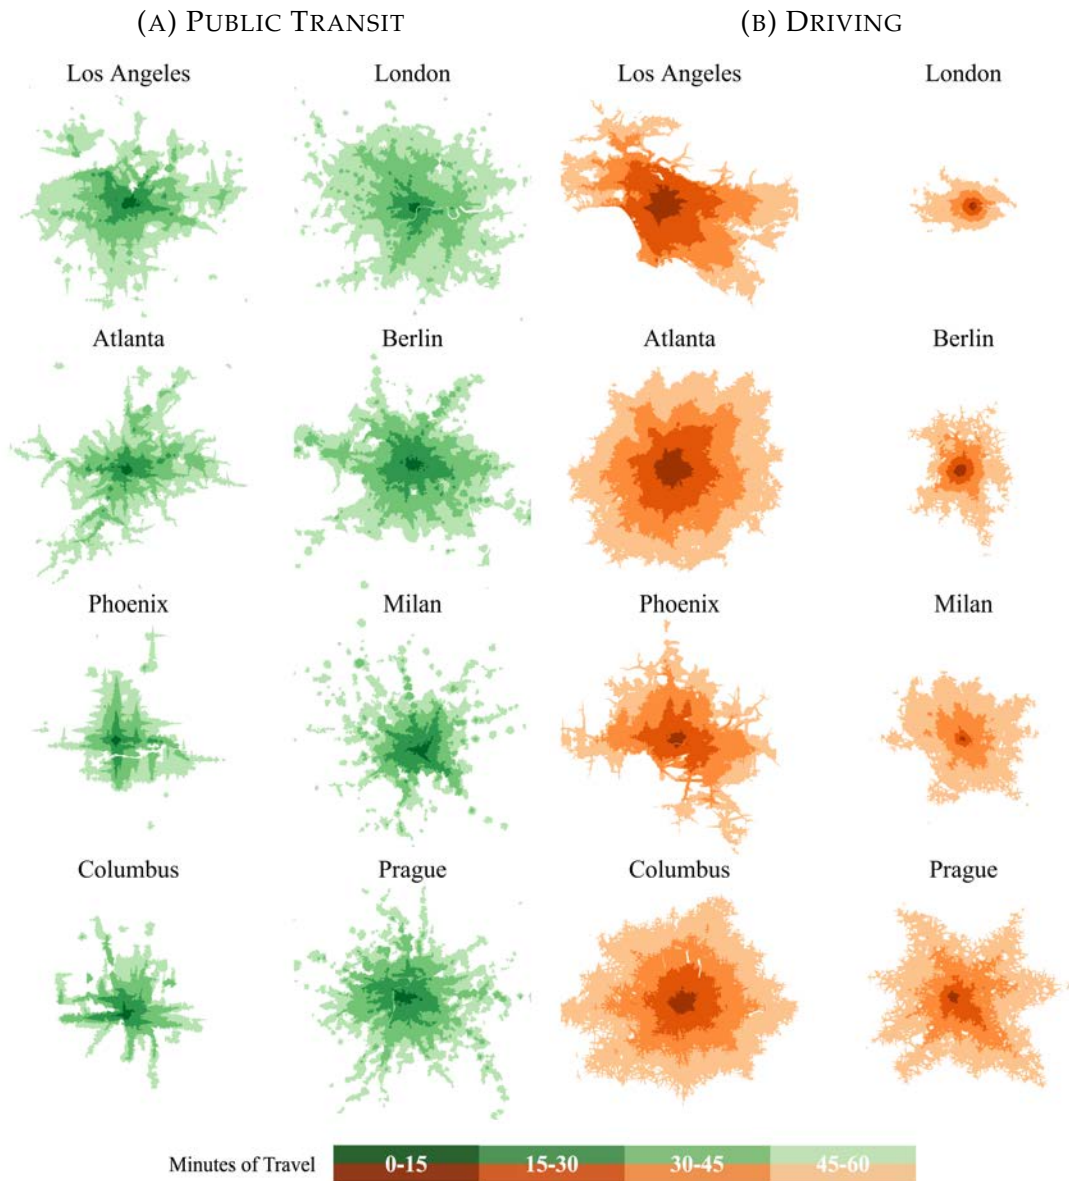 (A) PUBLIC TRANSIT (B) DRIVING
Los Angeles London Los Angeles London
Atlanta Berlin Atlanta Berlin
Phoenix Milan Phoenix Milan
Columbus Prague Columbus Prague
Minutes of Travel 0-15 15-30 30-45 45-60